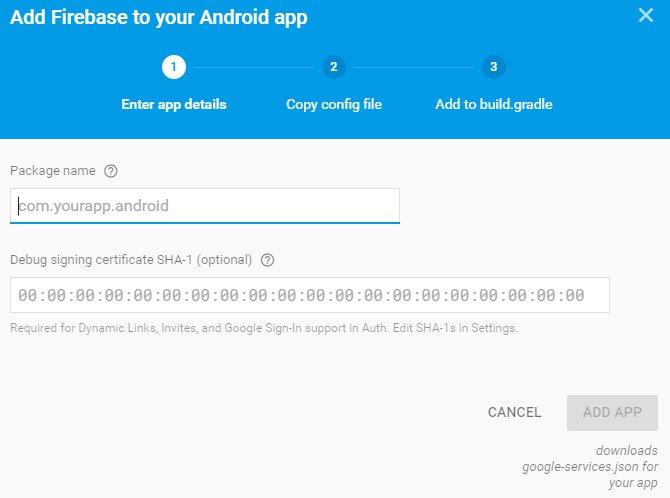 Add Firebase to your Android app
1 2 3
Enter app details Copy config file Add to build.gradle
Package name ?
com.yourapp.android
Debug signing certificate SHA-1 (optional) ?
00:00:00:00:00:00:00:00:00:00:00:00:00:00:00:00:00:00:00:00
Required for Dynamic Links, Invites, and Google Sign-In support in Auth. Edit SHA-1s in Settings.
CANCEL ADD APP
downloads
google-services.json for
your app